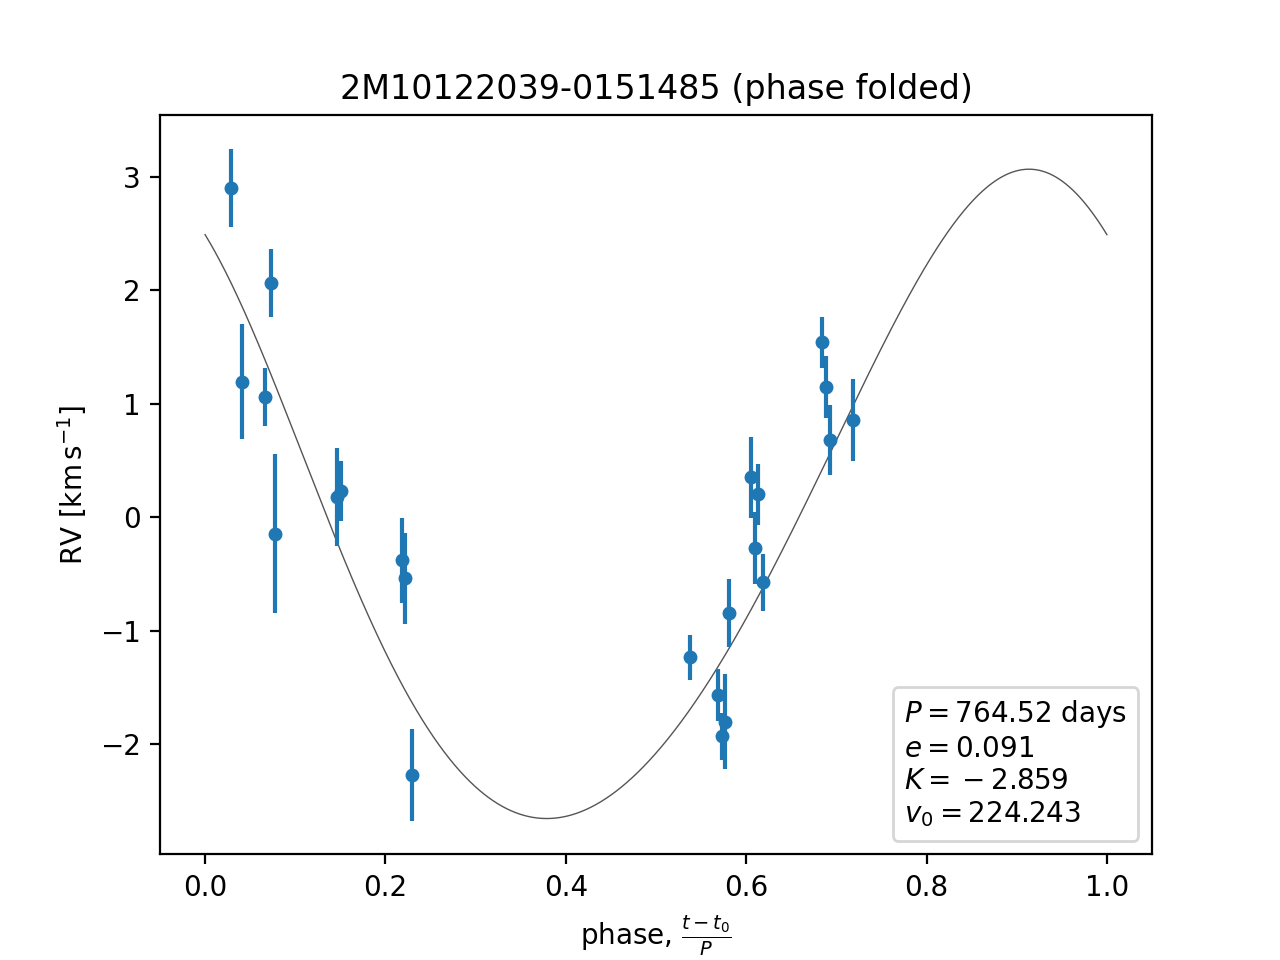 2M10122039-0151485 (phase folded)
3
2
1
0
−1
−2
RV [km s⁻¹]
P = 764.52 days
e = 0.091
K = −2.859
v₀ = 224.243
0.0 0.2 0.4 0.6 0.8 1.0
phase, (t − t₀)/P